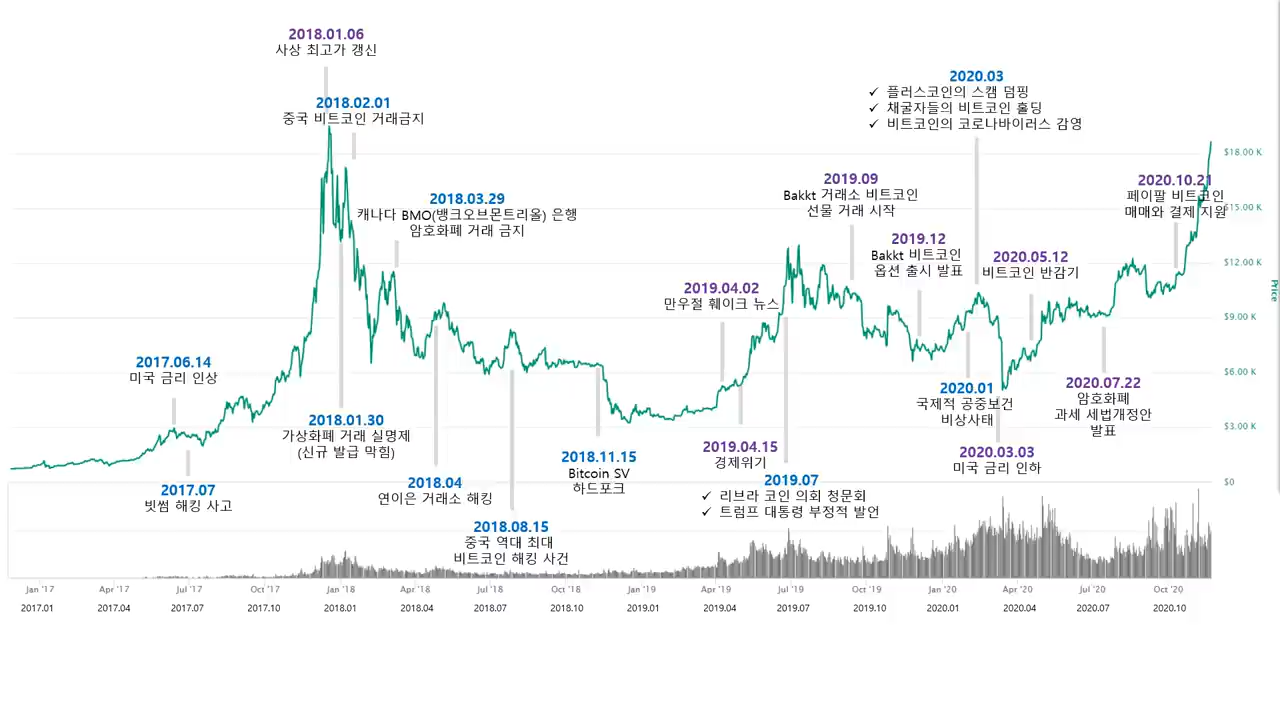 2018.01.06
사상 최고가 갱신
2018.02.01
중국 비트코인 거래금지
2018.03.29
캐나다 BMO(뱅크오브몬트리올) 은행
암호화폐 거래 금지
2020.03
✓ 플러스코인의 스캠 덤핑
✓ 채굴자들의 비트코인 홀딩
✓ 비트코인의 코로나바이러스 감영
2019.09
Bakkt 거래소 비트코인
선물 거래 시작
2020.10.21
페이팔 비트코인
매매와 결제 지원
2019.12
Bakkt 비트코인
옵션 출시 발표
2020.05.12
비트코인 반감기
2019.04.02
만우절 훼이크 뉴스
2017.06.14
미국 금리 인상
2018.01.30
가상화폐 거래 실명제
(신규 발급 막힘)
2017.07
빗썸 해킹 사고
2018.04
연이은 거래소 해킹
2018.08.15
중국 역대 최대
비트코인 해킹 사건
2018.11.15
Bitcoin SV
하드포크
2019.04.15
경제위기
2019.07
✓ 리브라 코인 의회 청문회
✓ 트럼프 대통령 부정적 발언
2020.01
국제적 공중보건
비상사태
2020.03.03
미국 금리 인하
2020.07.22
암호화폐
과세 세법개정안
발표
$18.00 K
$15.00 K
$12.00 K
$9.00 K
$6.00 K
$3.00 K
$0
Price
Jan '17 Apr '17 Jul '17 Oct '17 Jan '18 Apr '18 Jul '18 Oct '18 Jan '19 Apr '19 Jul '19 Oct '19 Jan '20 Apr '20 Jul '20 Oct '20
2017.01 2017.04 2017.07 2017.10 2018.01 2018.04 2018.07 2018.10 2019.01 2019.04 2019.07 2019.10 2020.01 2020.04 2020.07 2020.10